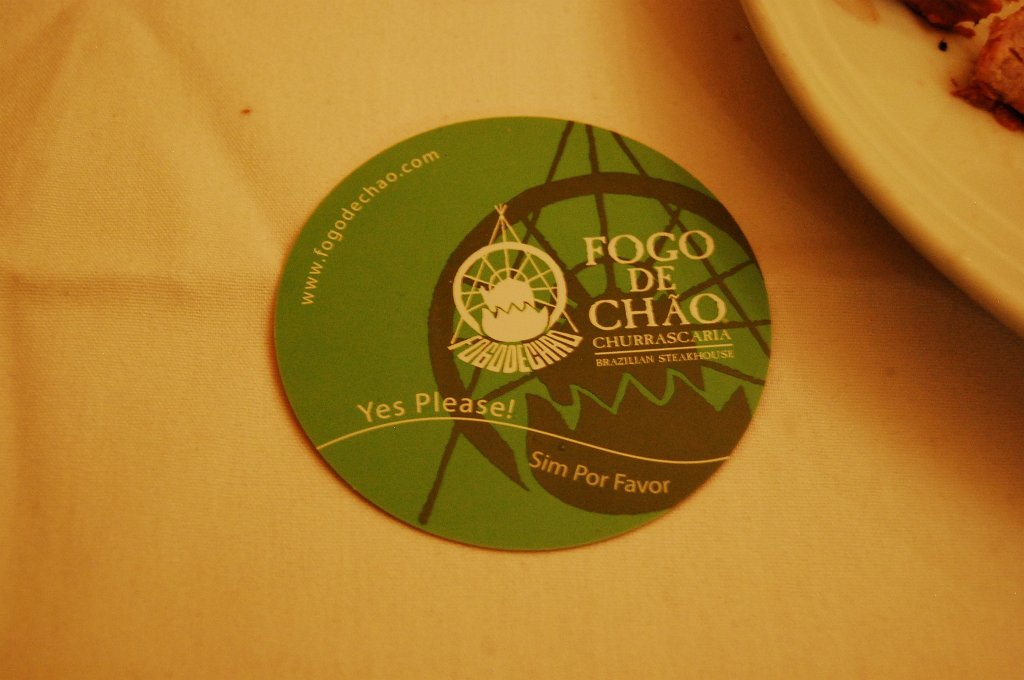 www.fogodechao.com
FOGODECHAO
FOGO
DE
CHÃO
CHURRASCARIA
BRAZILIAN STEAKHOUSE
Yes Please!
Sim Por Favor